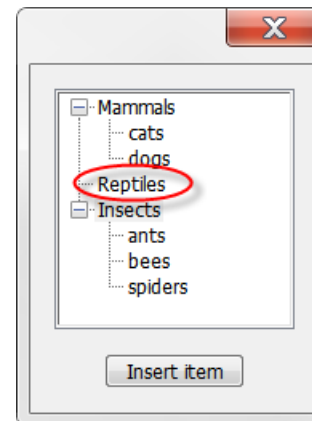 Mammals
cats
dogs
Reptiles
Insects
ants
bees
spiders
Insert item